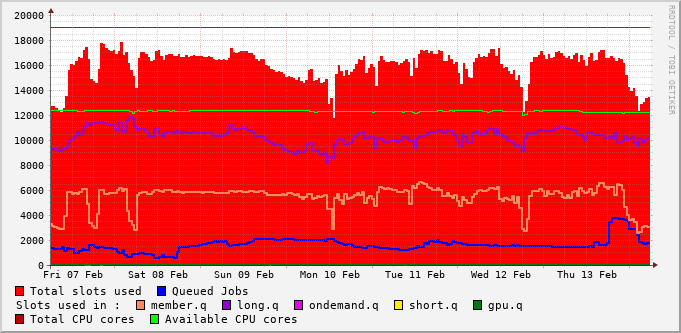 20000
18000
16000
14000
12000
10000
8000
6000
4000
2000
0
Fri 07 Feb Sat 08 Feb Sun 09 Feb Mon 10 Feb Tue 11 Feb Wed 12 Feb Thu 13 Feb
Total slots used Queued Jobs
Slots used in : member.q long.q ondemand.q short.q gpu.q
Total CPU cores Available CPU cores
RRDTOOL / TOBI OETIKER